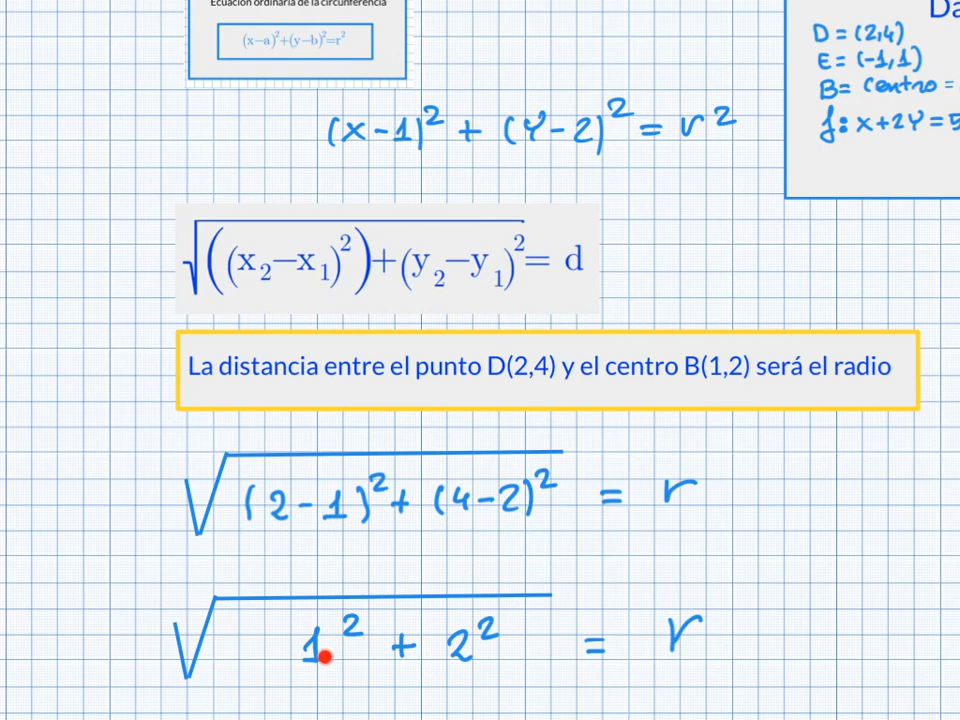 Ecuación ordinaria de la circunferencia
(x−a)²+(y−b)²=r²
D = (2,4)
E = (-1,1)
B = Centro =
f: x+2y=5
(x-1)² + (y-2)² = r²
√((x₂−x₁)²)+(y₂−y₁)² = d
La distancia entre el punto D(2,4) y el centro B(1,2) será el radio
√(2-1)² + (4-2)² = r
√1² + 2² = r